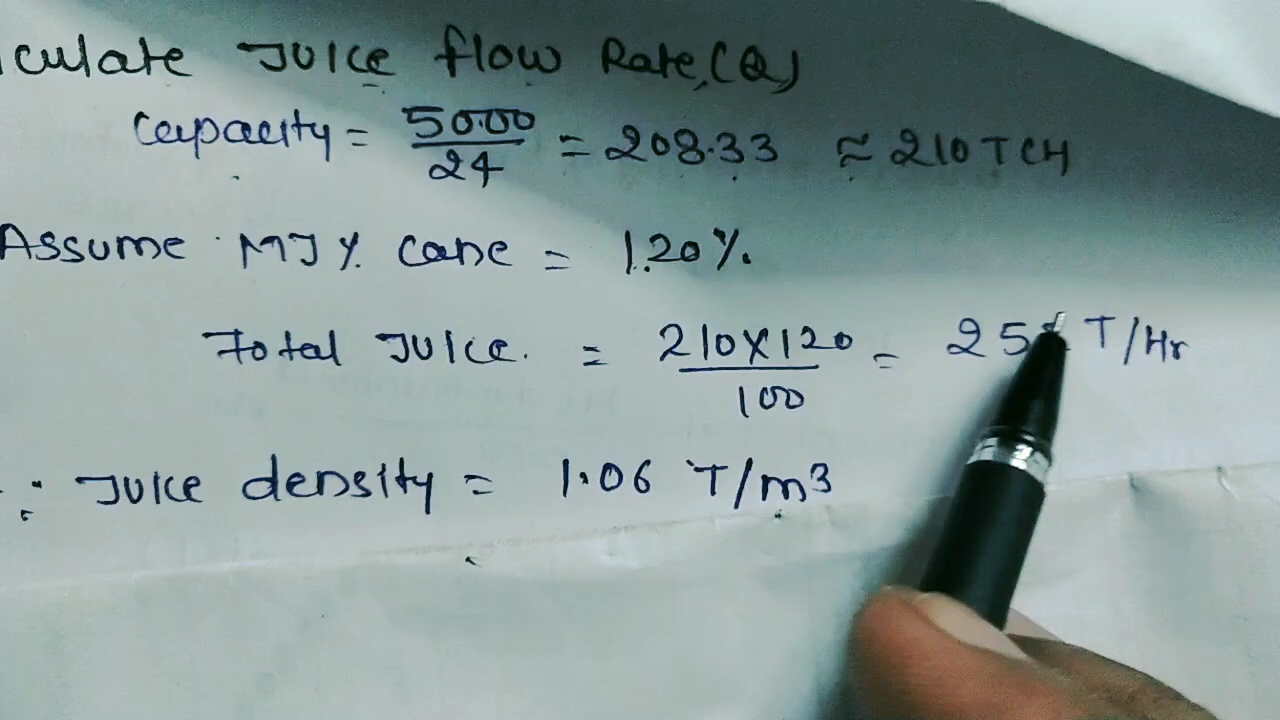 culate Juice flow Rate,(Q)
Capacity = 5000/24 = 208.33 ≈ 210 TCH
Assume MJ % Cane = 120%.
Total Juice. = 210×120/100 = T/Hr
∴ Juice density = 1.06 T/m3